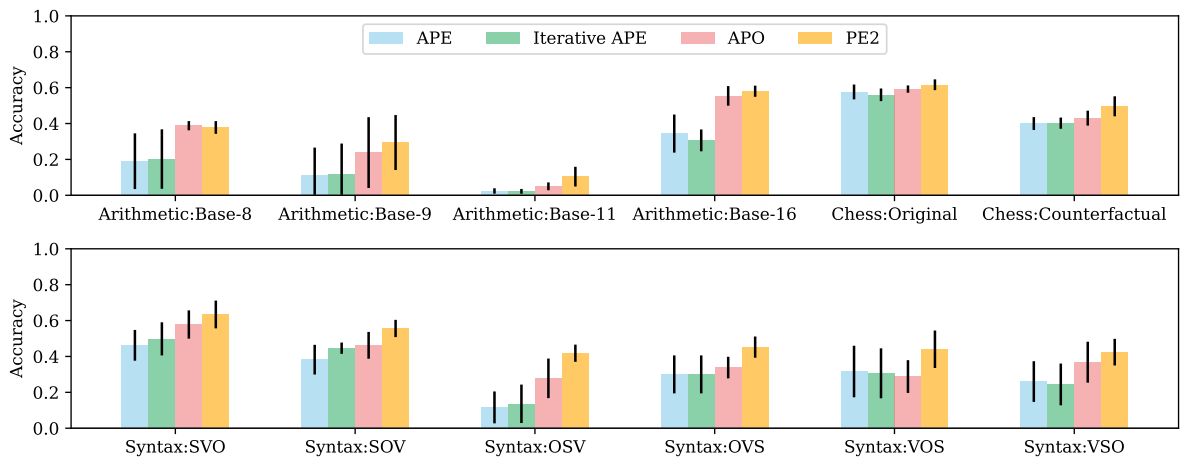 1.0
APE Iterative APE APO PE2
0.8
0.6
0.4
0.2
0.0
Accuracy
Arithmetic:Base-8 Arithmetic:Base-9 Arithmetic:Base-11 Arithmetic:Base-16 Chess:Original Chess:Counterfactual
1.0
0.8
0.6
0.4
0.2
0.0
Accuracy
Syntax:SVO Syntax:SOV Syntax:OSV Syntax:OVS Syntax:VOS Syntax:VSO